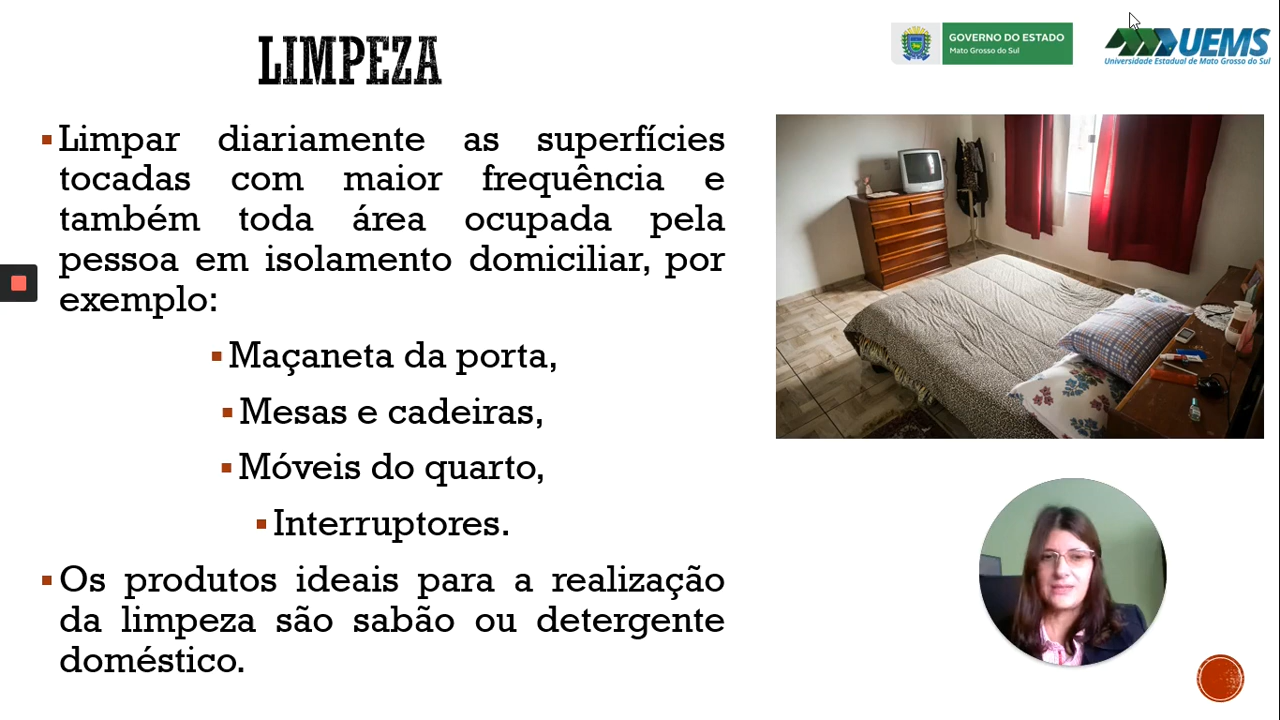 LIMPEZA
GOVERNO DO ESTADO
Mato Grosso do Sul
UEMS
Universidade Estadual de Mato Grosso do Sul
Limpar diariamente as superfícies
tocadas com maior frequência e
também toda área ocupada pela
pessoa em isolamento domiciliar, por
exemplo:
Maçaneta da porta,
Mesas e cadeiras,
Móveis do quarto,
Interruptores.
Os produtos ideais para a realização
da limpeza são sabão ou detergente
doméstico.